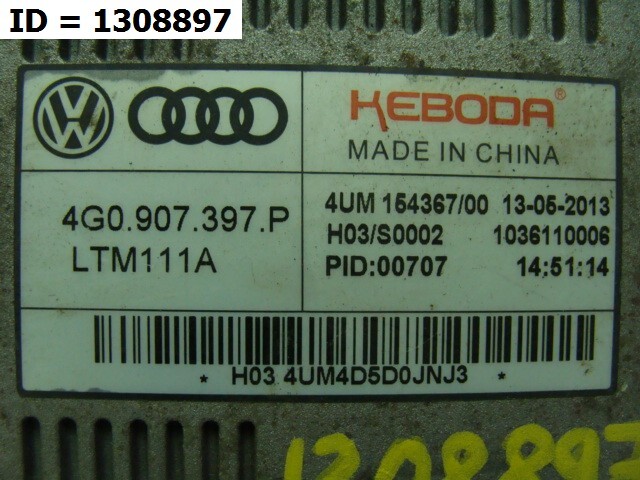 ID = 1308897
KEBODA®
MADE IN CHINA
4G0.907.397.P
LTM111A
4UM 154367/00 13-05-2013
H03/S0002 1036110006
PID:00707 14:51:14
* H03 4UM4D5D0JNJ3 *
1308897